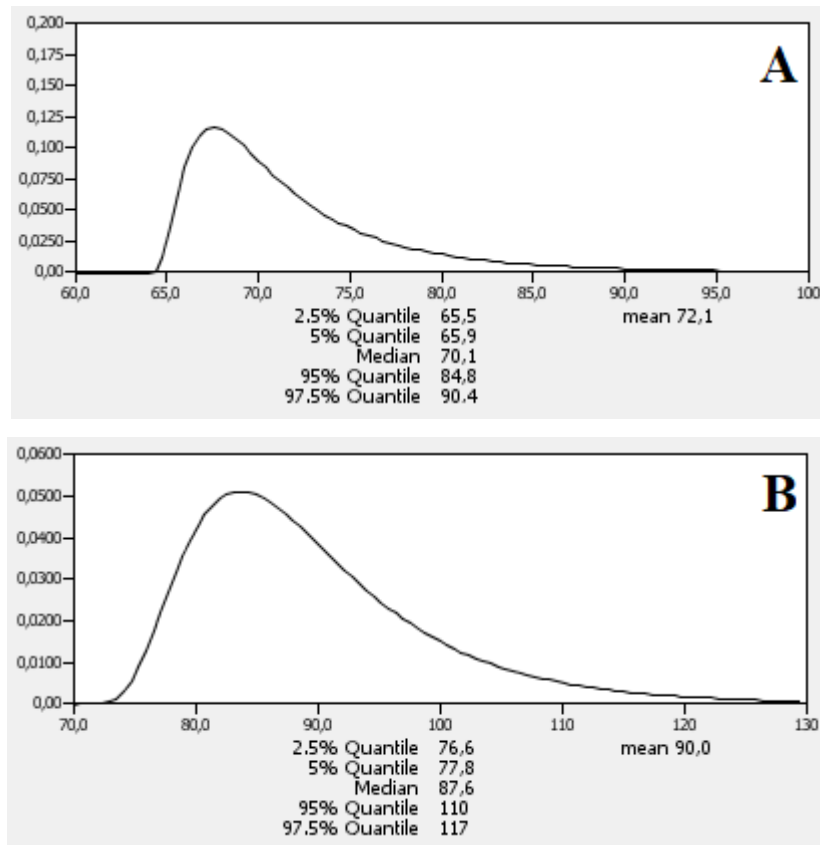 0,200
A
0,175
0,150
0,125
0,100
0,0750
0,0500
0,0250
0,00
60,0 65,0 70,0 75,0 80,0 85,0 90,0 95,0 100
2.5% Quantile 65,5 mean 72,1
5% Quantile 65,9
Median 70,1
95% Quantile 84,8
97.5% Quantile 90,4
0,0600
B
0,0500
0,0400
0,0300
0,0200
0,0100
0,00
70,0 80,0 90,0 100 110 120 130
2.5% Quantile 76,6 mean 90,0
5% Quantile 77,8
Median 87,6
95% Quantile 110
97.5% Quantile 117